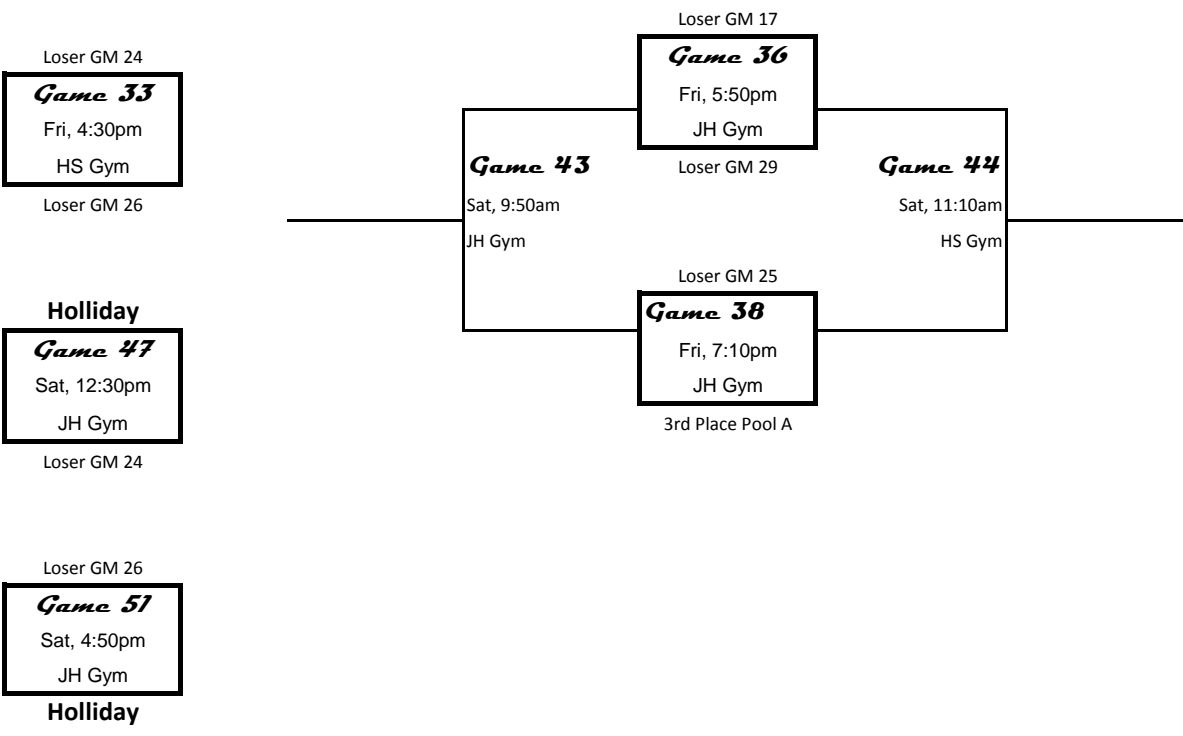 Loser GM 24
Game 33
Fri, 4:30pm
HS Gym
Loser GM 26
Holliday
Game 47
Sat, 12:30pm
JH Gym
Loser GM 24
Loser GM 26
Game 51
Sat, 4:50pm
JH Gym
Holliday
Loser GM 17
Game 36
Fri, 5:50pm
JH Gym
Loser GM 29
Game 43
Sat, 9:50am
JH Gym
Game 44
Sat, 11:10am
HS Gym
Loser GM 25
Game 38
Fri, 7:10pm
JH Gym
3rd Place Pool A